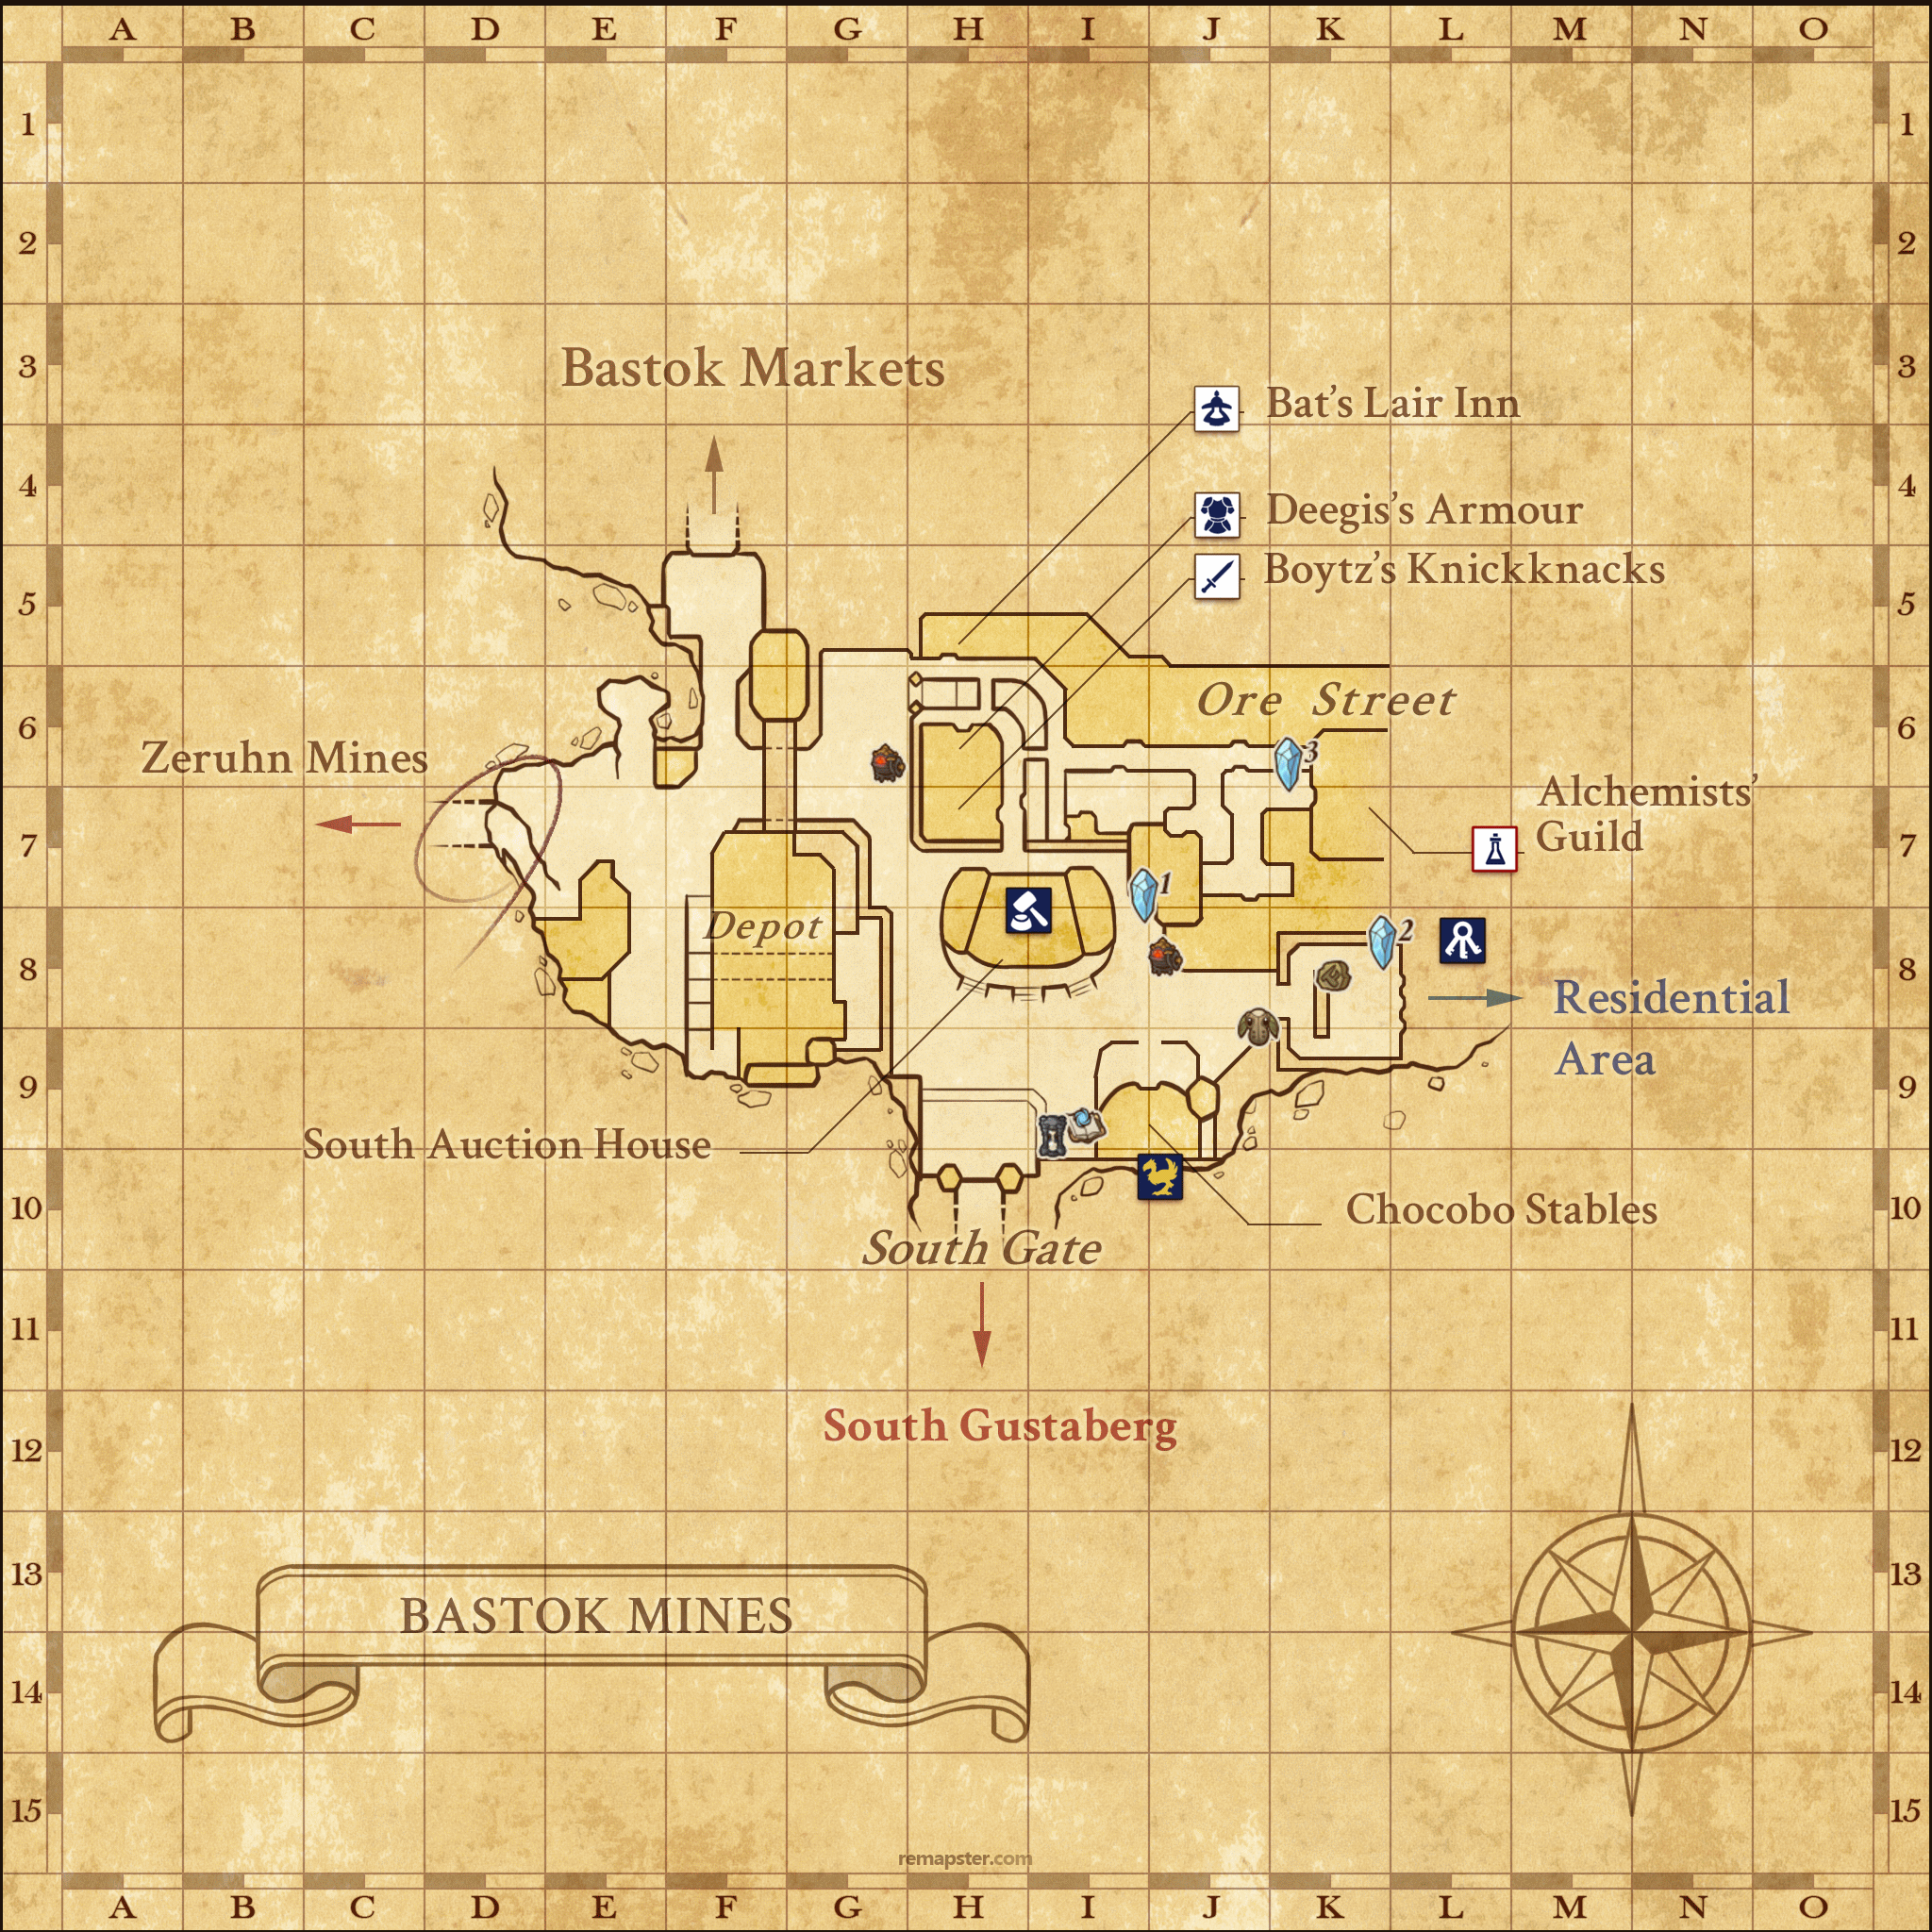 A B C D E F G H I J K L M N O
1 1
2 2
3 3
Bastok Markets
Bat's Lair Inn
4 4
Deegis's Armour
Boytz's Knickknacks
5 5
Ore Street
6 6
Zeruhn Mines
3
Alchemists'
Guild
7 7
1
Depot
2
8 8
Residential
Area
9 9
South Auction House
10 10
Chocobo Stables
South Gate
11 11
South Gustaberg
12 12
13 13
BASTOK MINES
14 14
15 15
remapster.com
A B C D E F G H I J K L M N O